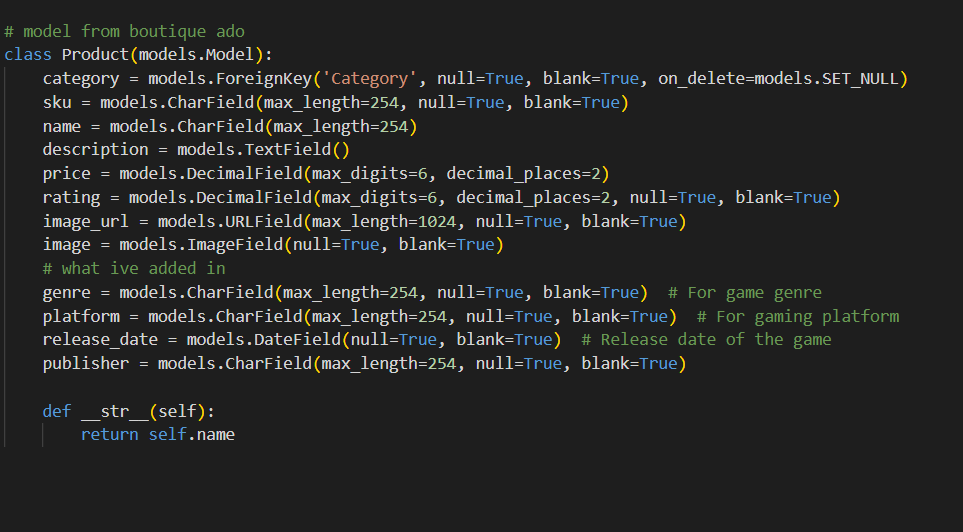 # model from boutique ado
class Product(models.Model):
    category = models.ForeignKey('Category', null=True, blank=True, on_delete=models.SET_NULL)
    sku = models.CharField(max_length=254, null=True, blank=True)
    name = models.CharField(max_length=254)
    description = models.TextField()
    price = models.DecimalField(max_digits=6, decimal_places=2)
    rating = models.DecimalField(max_digits=6, decimal_places=2, null=True, blank=True)
    image_url = models.URLField(max_length=1024, null=True, blank=True)
    image = models.ImageField(null=True, blank=True)
    # what ive added in
    genre = models.CharField(max_length=254, null=True, blank=True)  # For game genre
    platform = models.CharField(max_length=254, null=True, blank=True)  # For gaming platform
    release_date = models.DateField(null=True, blank=True)  # Release date of the game
    publisher = models.CharField(max_length=254, null=True, blank=True)

    def __str__(self):
        return self.name